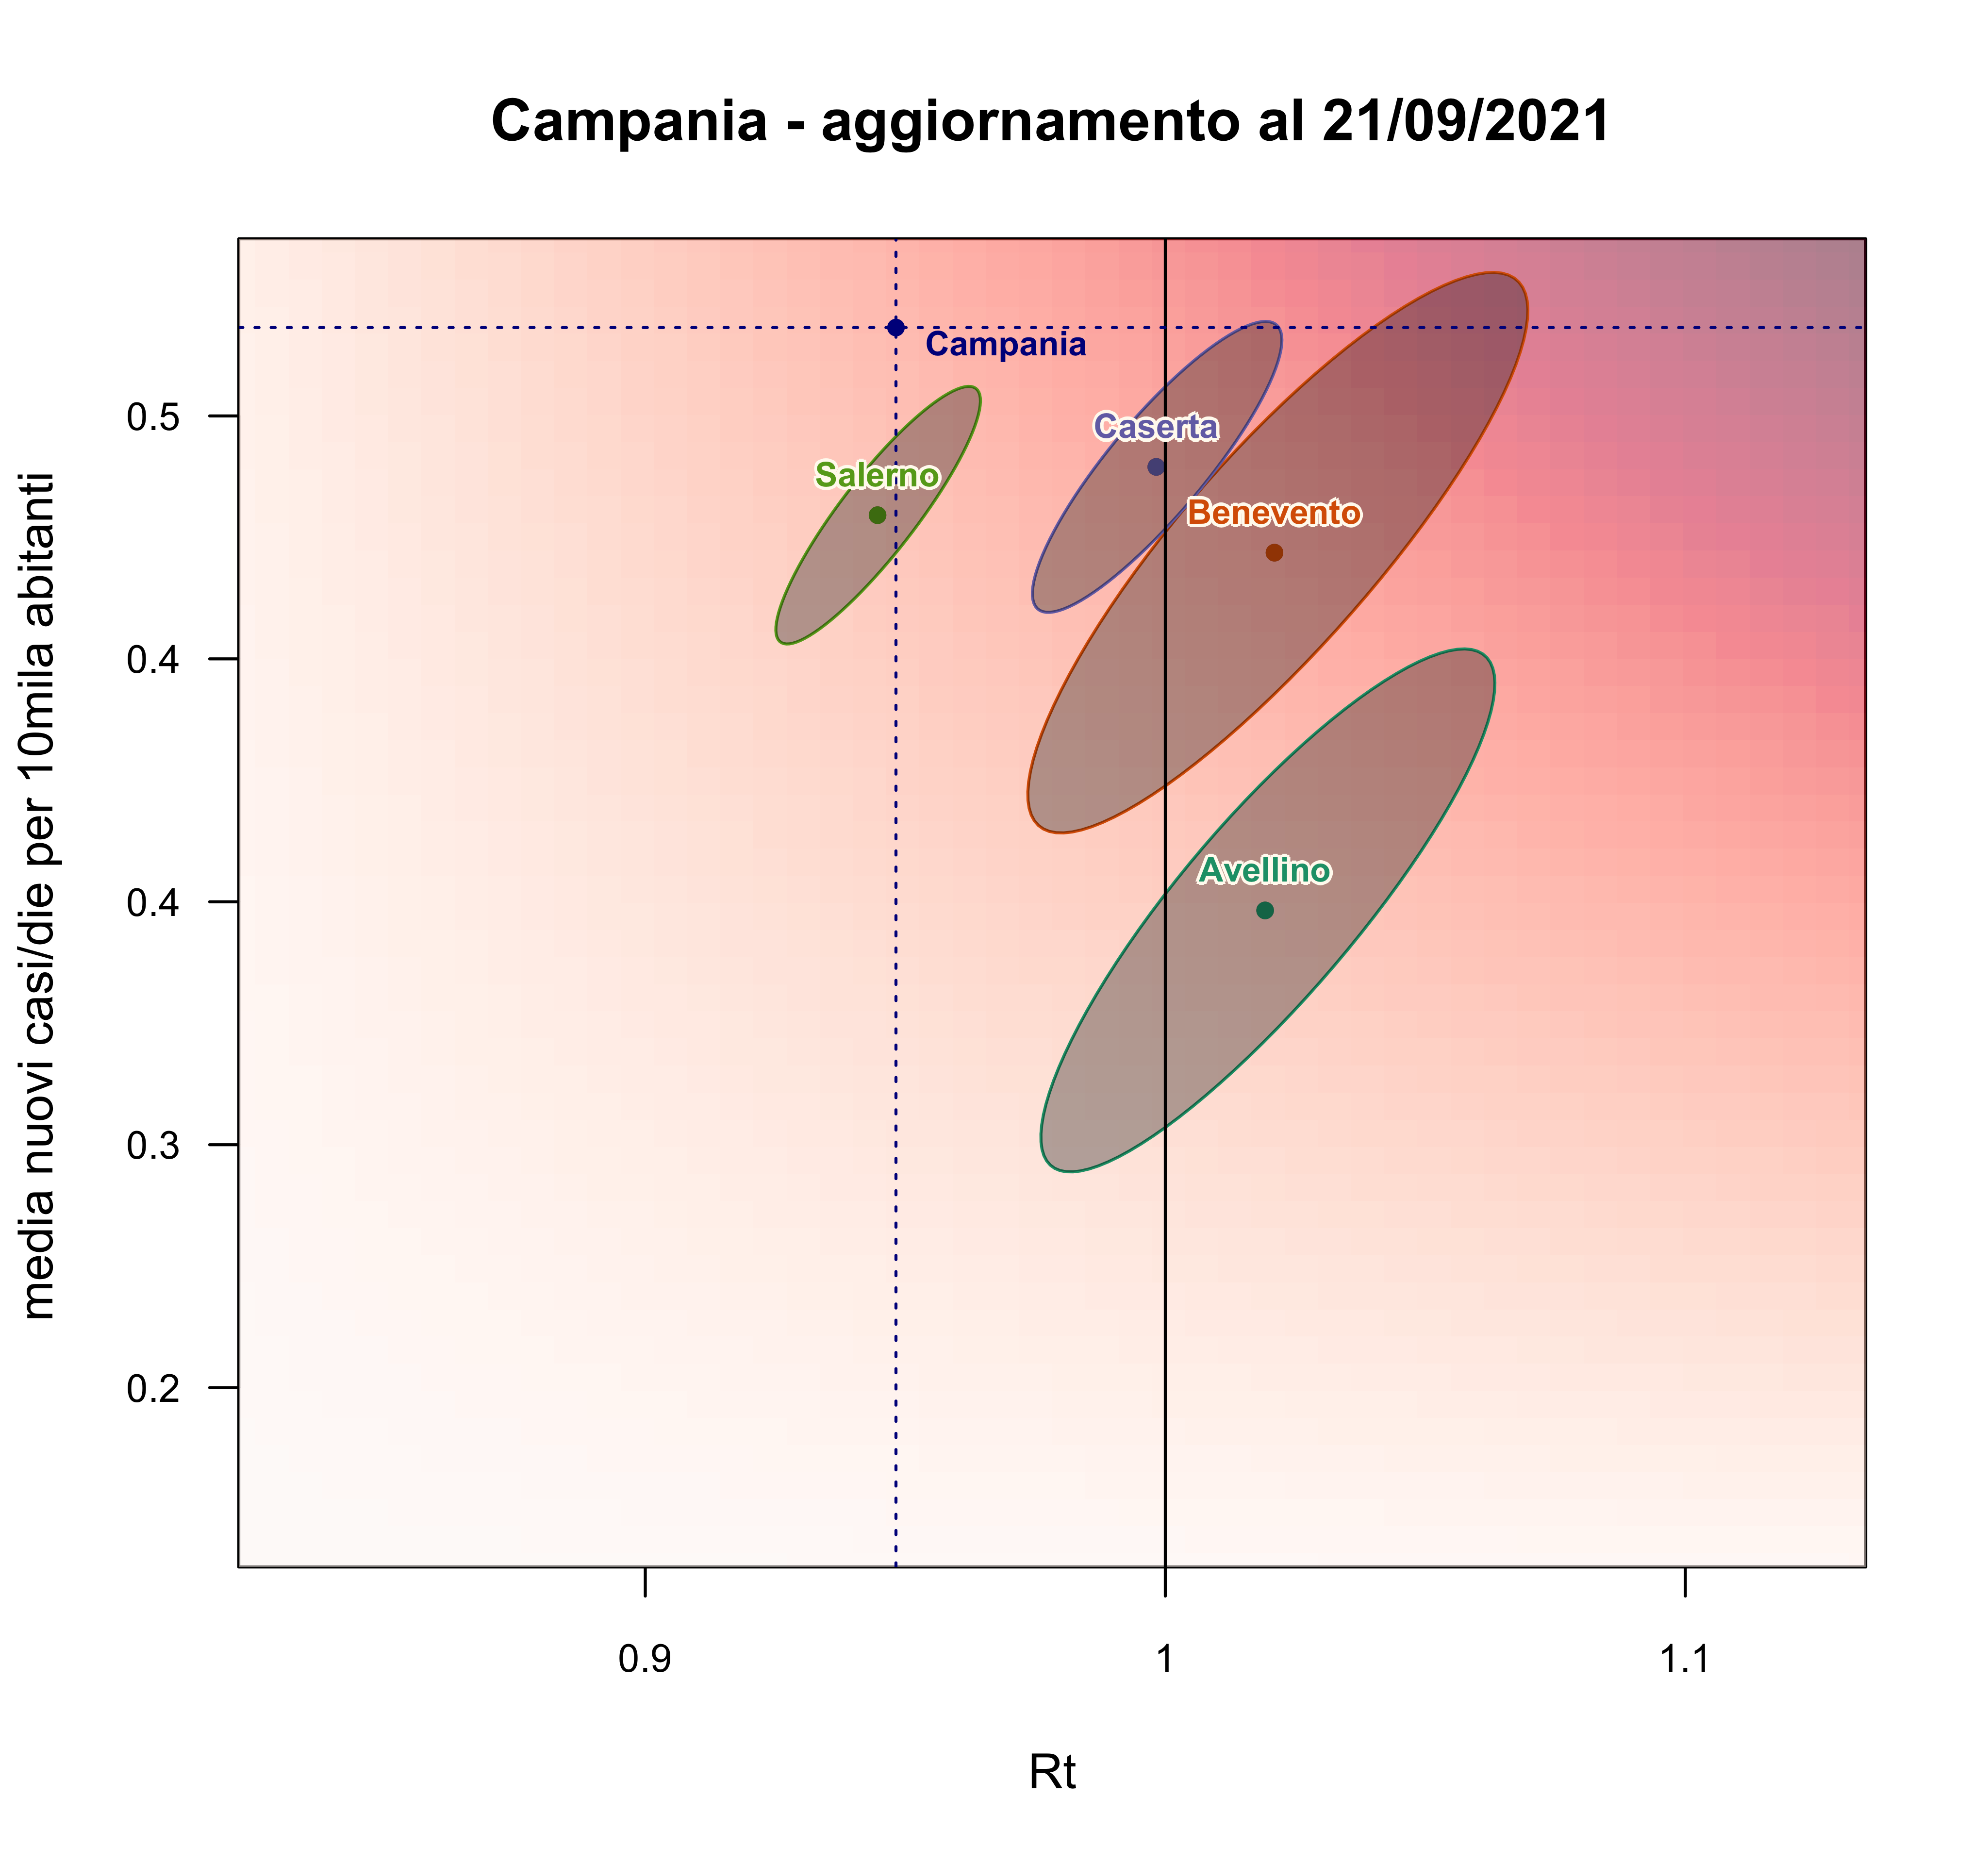 Campania - aggiornamento al 21/09/2021
media nuovi casi/die per 10mila abitanti
0.5
0.4
0.4
0.3
0.2
Campania
Caserta
Salerno
Benevento
Avellino
0.9
1
1.1
Rt